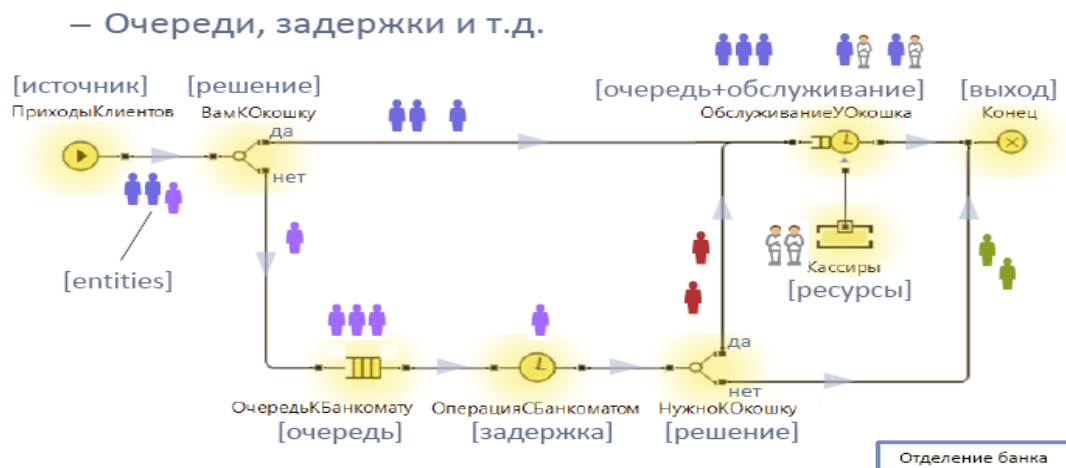 – Очереди, задержки и т.д.
[источник]
ПриходыКлиентов
[решение]
ВамКОкошку
да
нет
[очередь+обслуживание]
ОбслуживаниеУОкошка
[выход]
Конец
[entities]
Кассиры
[ресурсы]
да
нет
ОчередьКБанкомату
[очередь]
ОперацияСБанкоматом
[задержка]
НужноКОкошку
[решение]
Отделение банка